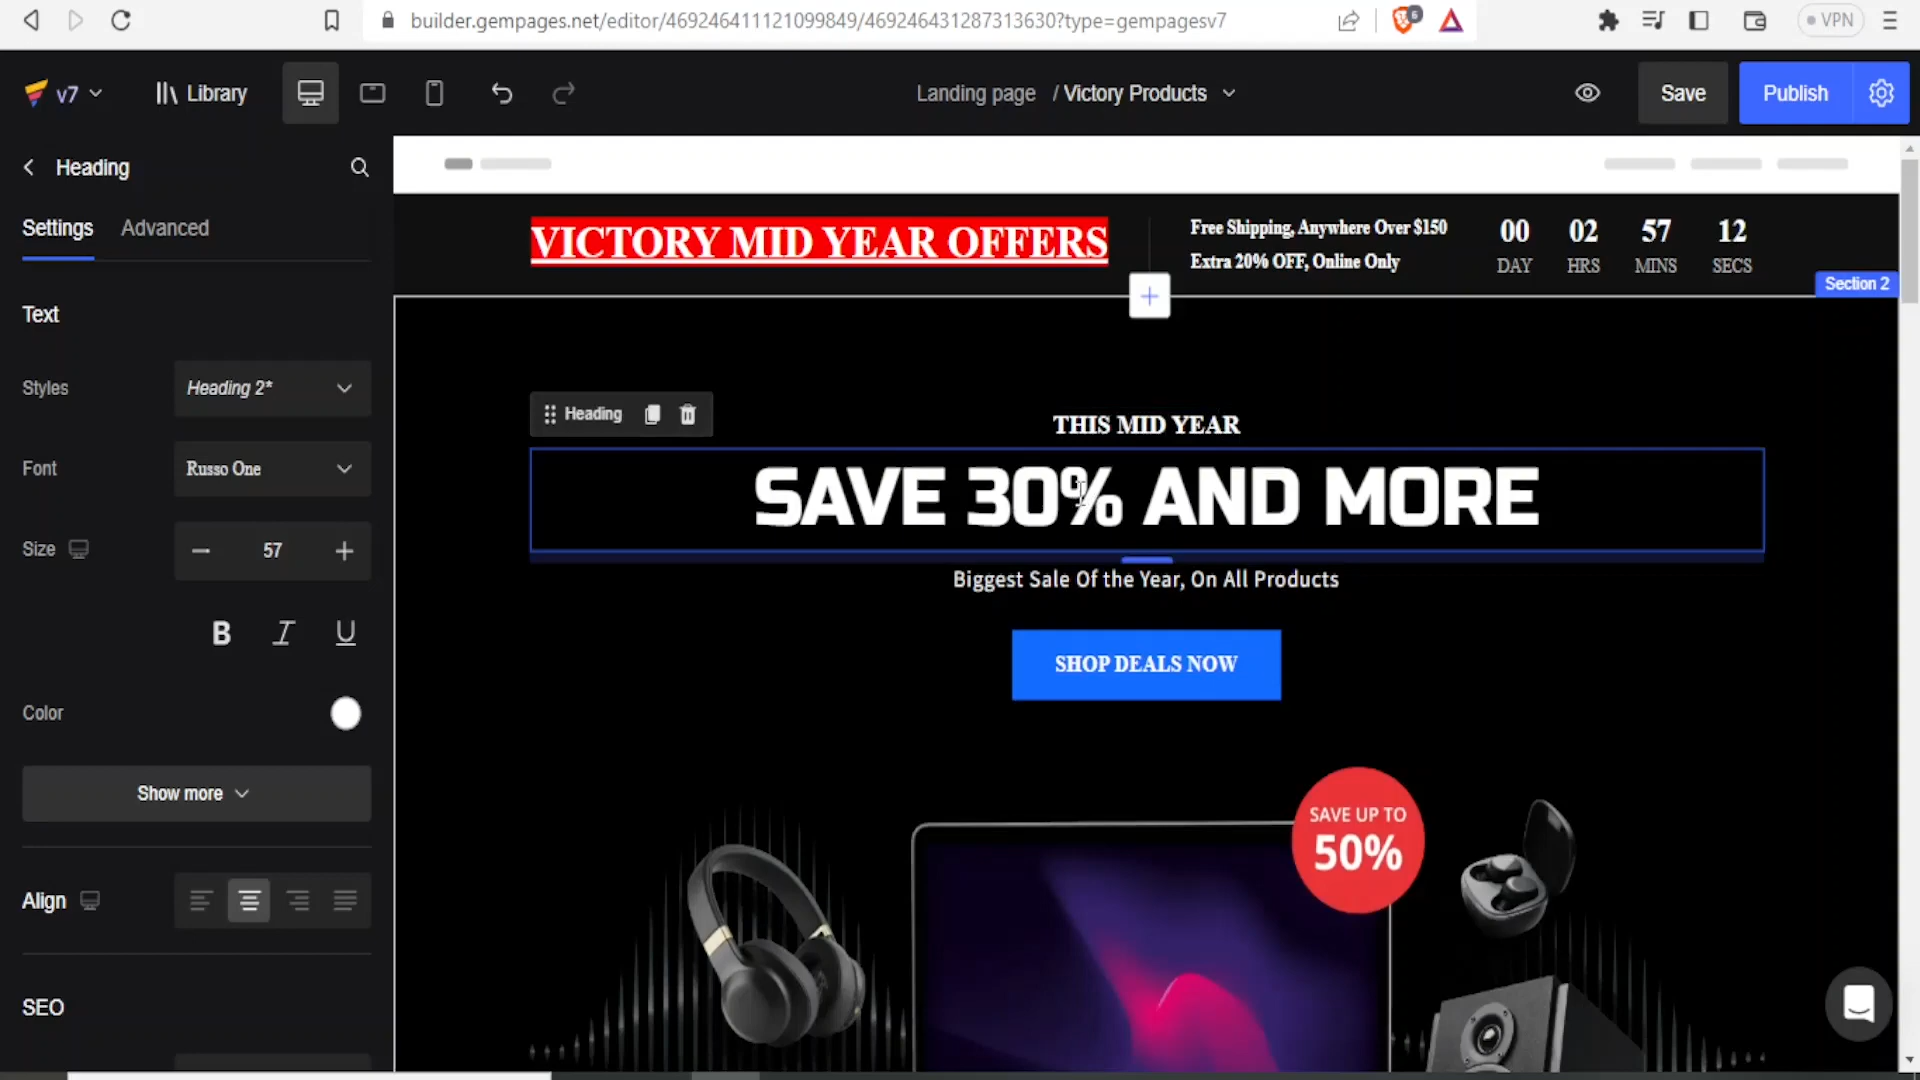 builder.gempages.net/editor/469246411121099849/469246431287313630?type=gempagesv7
6
VPN
v7
Library
Landing page / Victory Products
Save
Publish
Heading
Settings
Advanced
Text
Styles
Heading 2*
Font
Russo One
Size
57
B I U
Color
Show more
Align
SEO
VICTORY MID YEAR OFFERS
Free Shipping, Anywhere Over $150
Extra 20% OFF, Online Only
00 02 57 12
DAY HRS MINS SECS
Section 2
Heading
THIS MID YEAR
SAVE 30% AND MORE
Biggest Sale Of the Year, On All Products
SHOP DEALS NOW
SAVE UP TO
50%